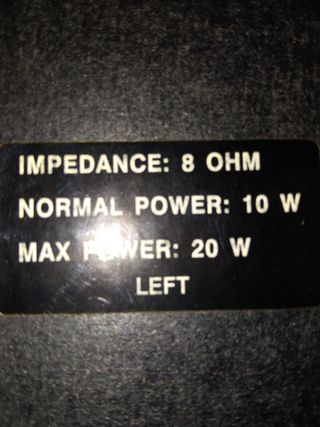 IMPEDANCE: 8 OHM
NORMAL POWER: 10 W
MAX POWER: 20 W
LEFT